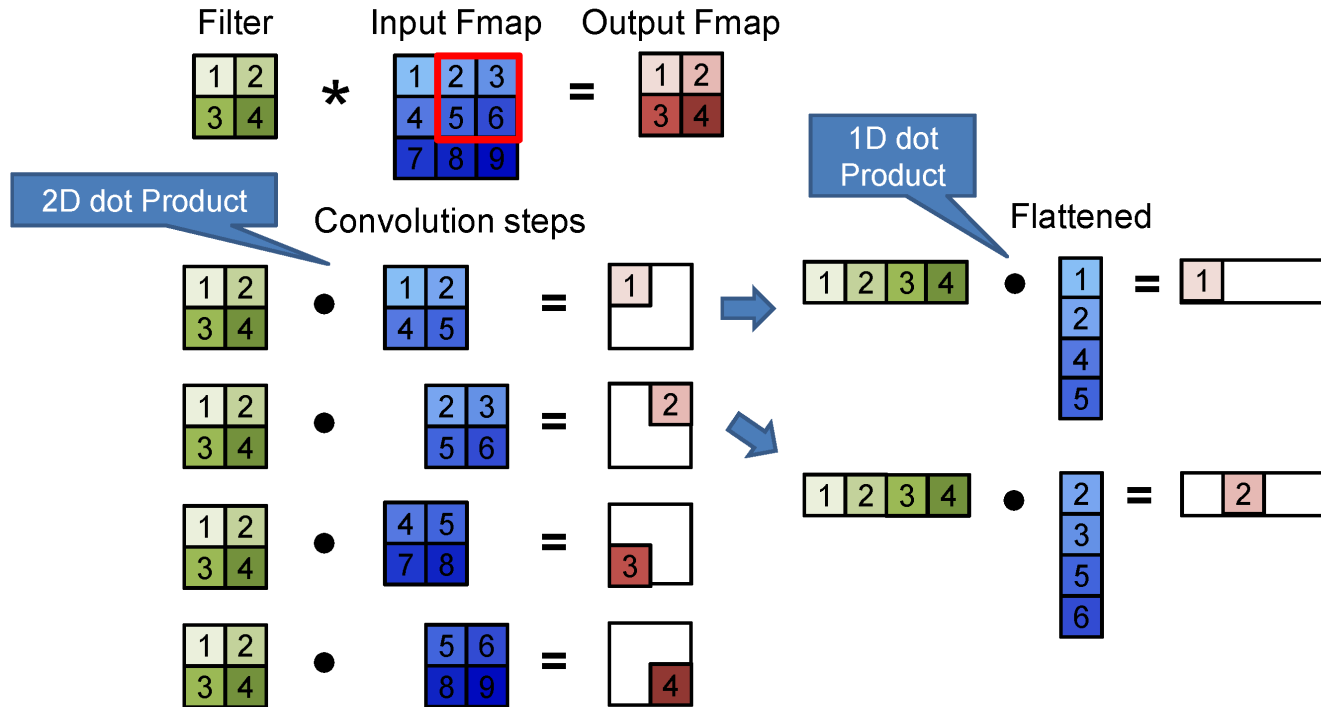 Filter Input Fmap Output Fmap
1 2 * 1 2 3 = 1 2
3 4 4 5 6 3 4
7 8 9
1D dot
Product
2D dot Product
Convolution steps
Flattened
1 2 • 1 2 = 1
3 4 4 5
1 2 3 4 • 1 = 1
2
4
5
1 2 • 2 3 = 2
3 4 5 6
1 2 3 4 • 2 = 2
3
5
6
1 2 • 4 5 = 3
3 4 7 8
1 2 • 5 6 = 4
3 4 8 9